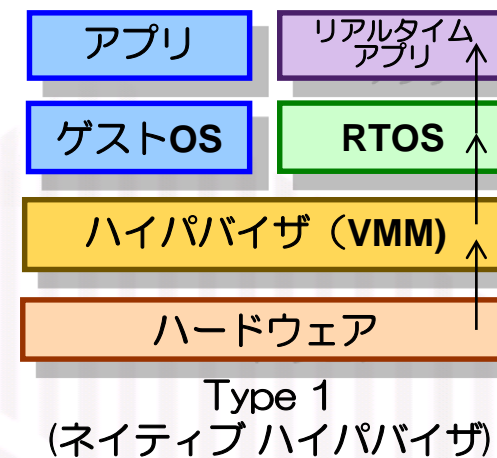 アプリ
リアルタイム
アプリ
ゲストOS
RTOS
ハイパバイザ（VMM)
ハードウェア
Type 1
(ネイティブ ハイパバイザ)